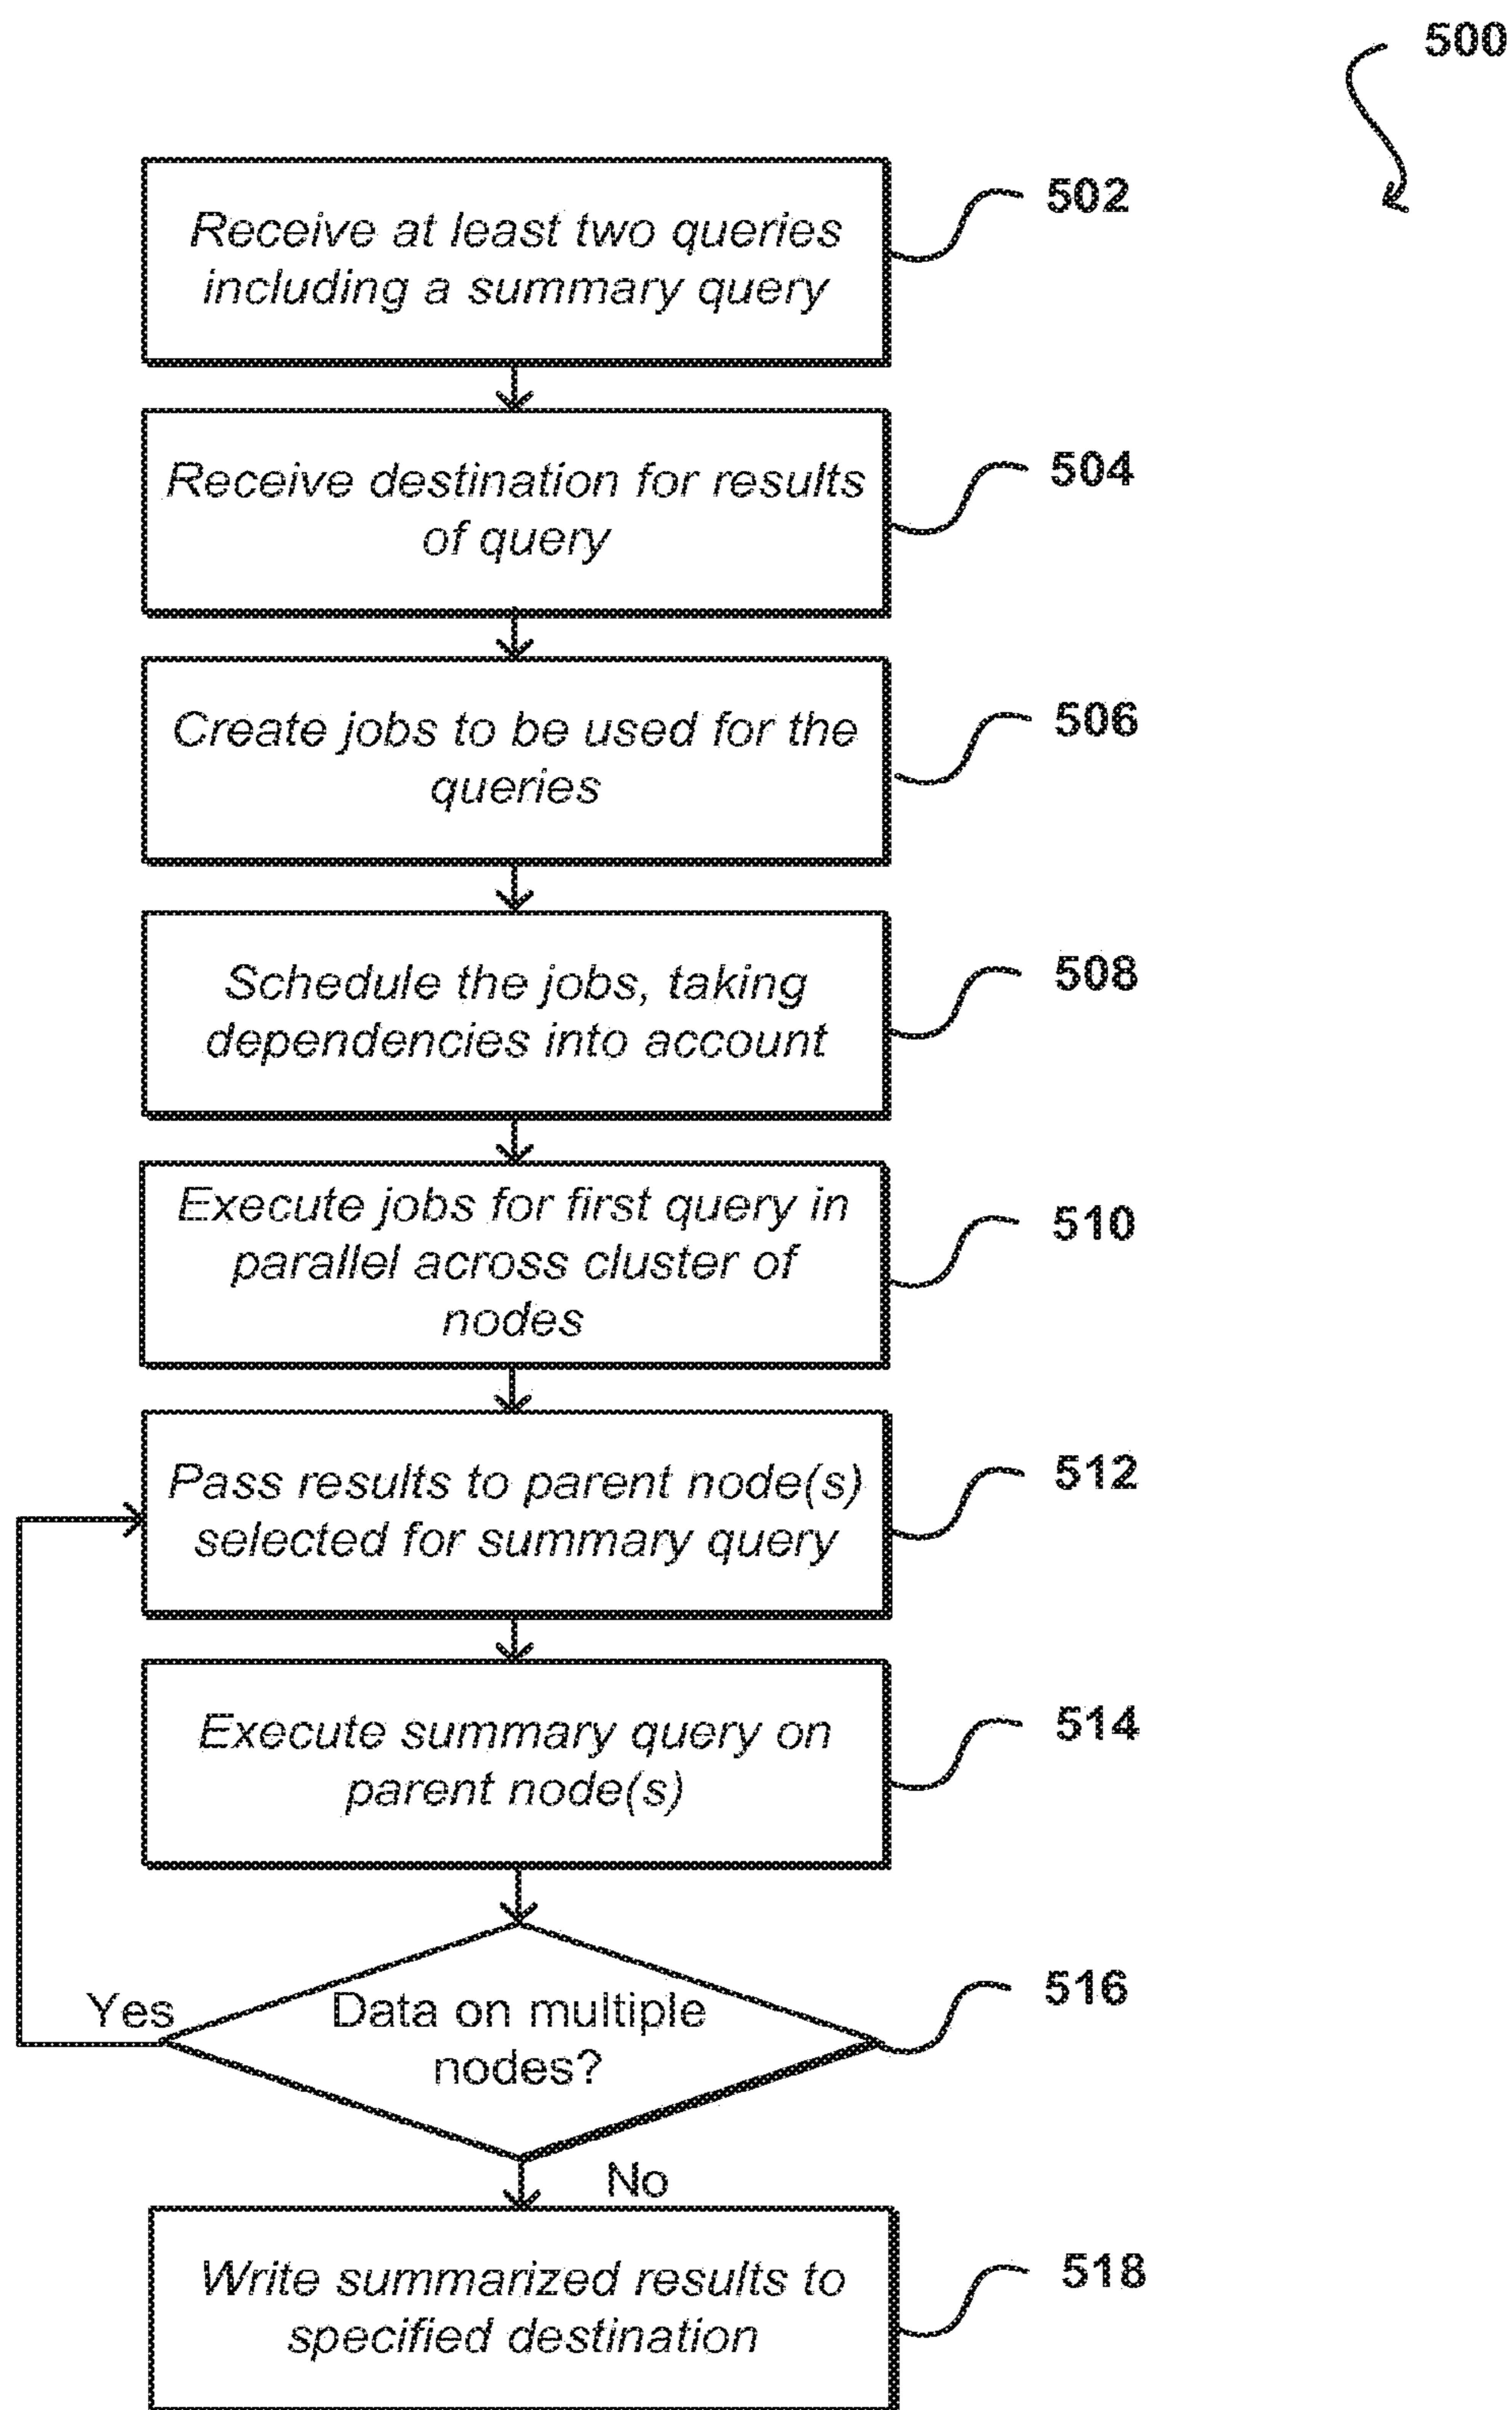 500
Receive at least two queries
including a summary query
502
Receive destination for results
of query
504
Create jobs to be used for the
queries
506
Schedule the jobs, taking
dependencies into account
508
Execute jobs for first query in
parallel across cluster of
nodes
510
Pass results to parent node(s)
selected for summary query
512
Execute summary query on
parent node(s)
514
Data on multiple
nodes?
516
Yes
No
Write summarized results to
specified destination
518